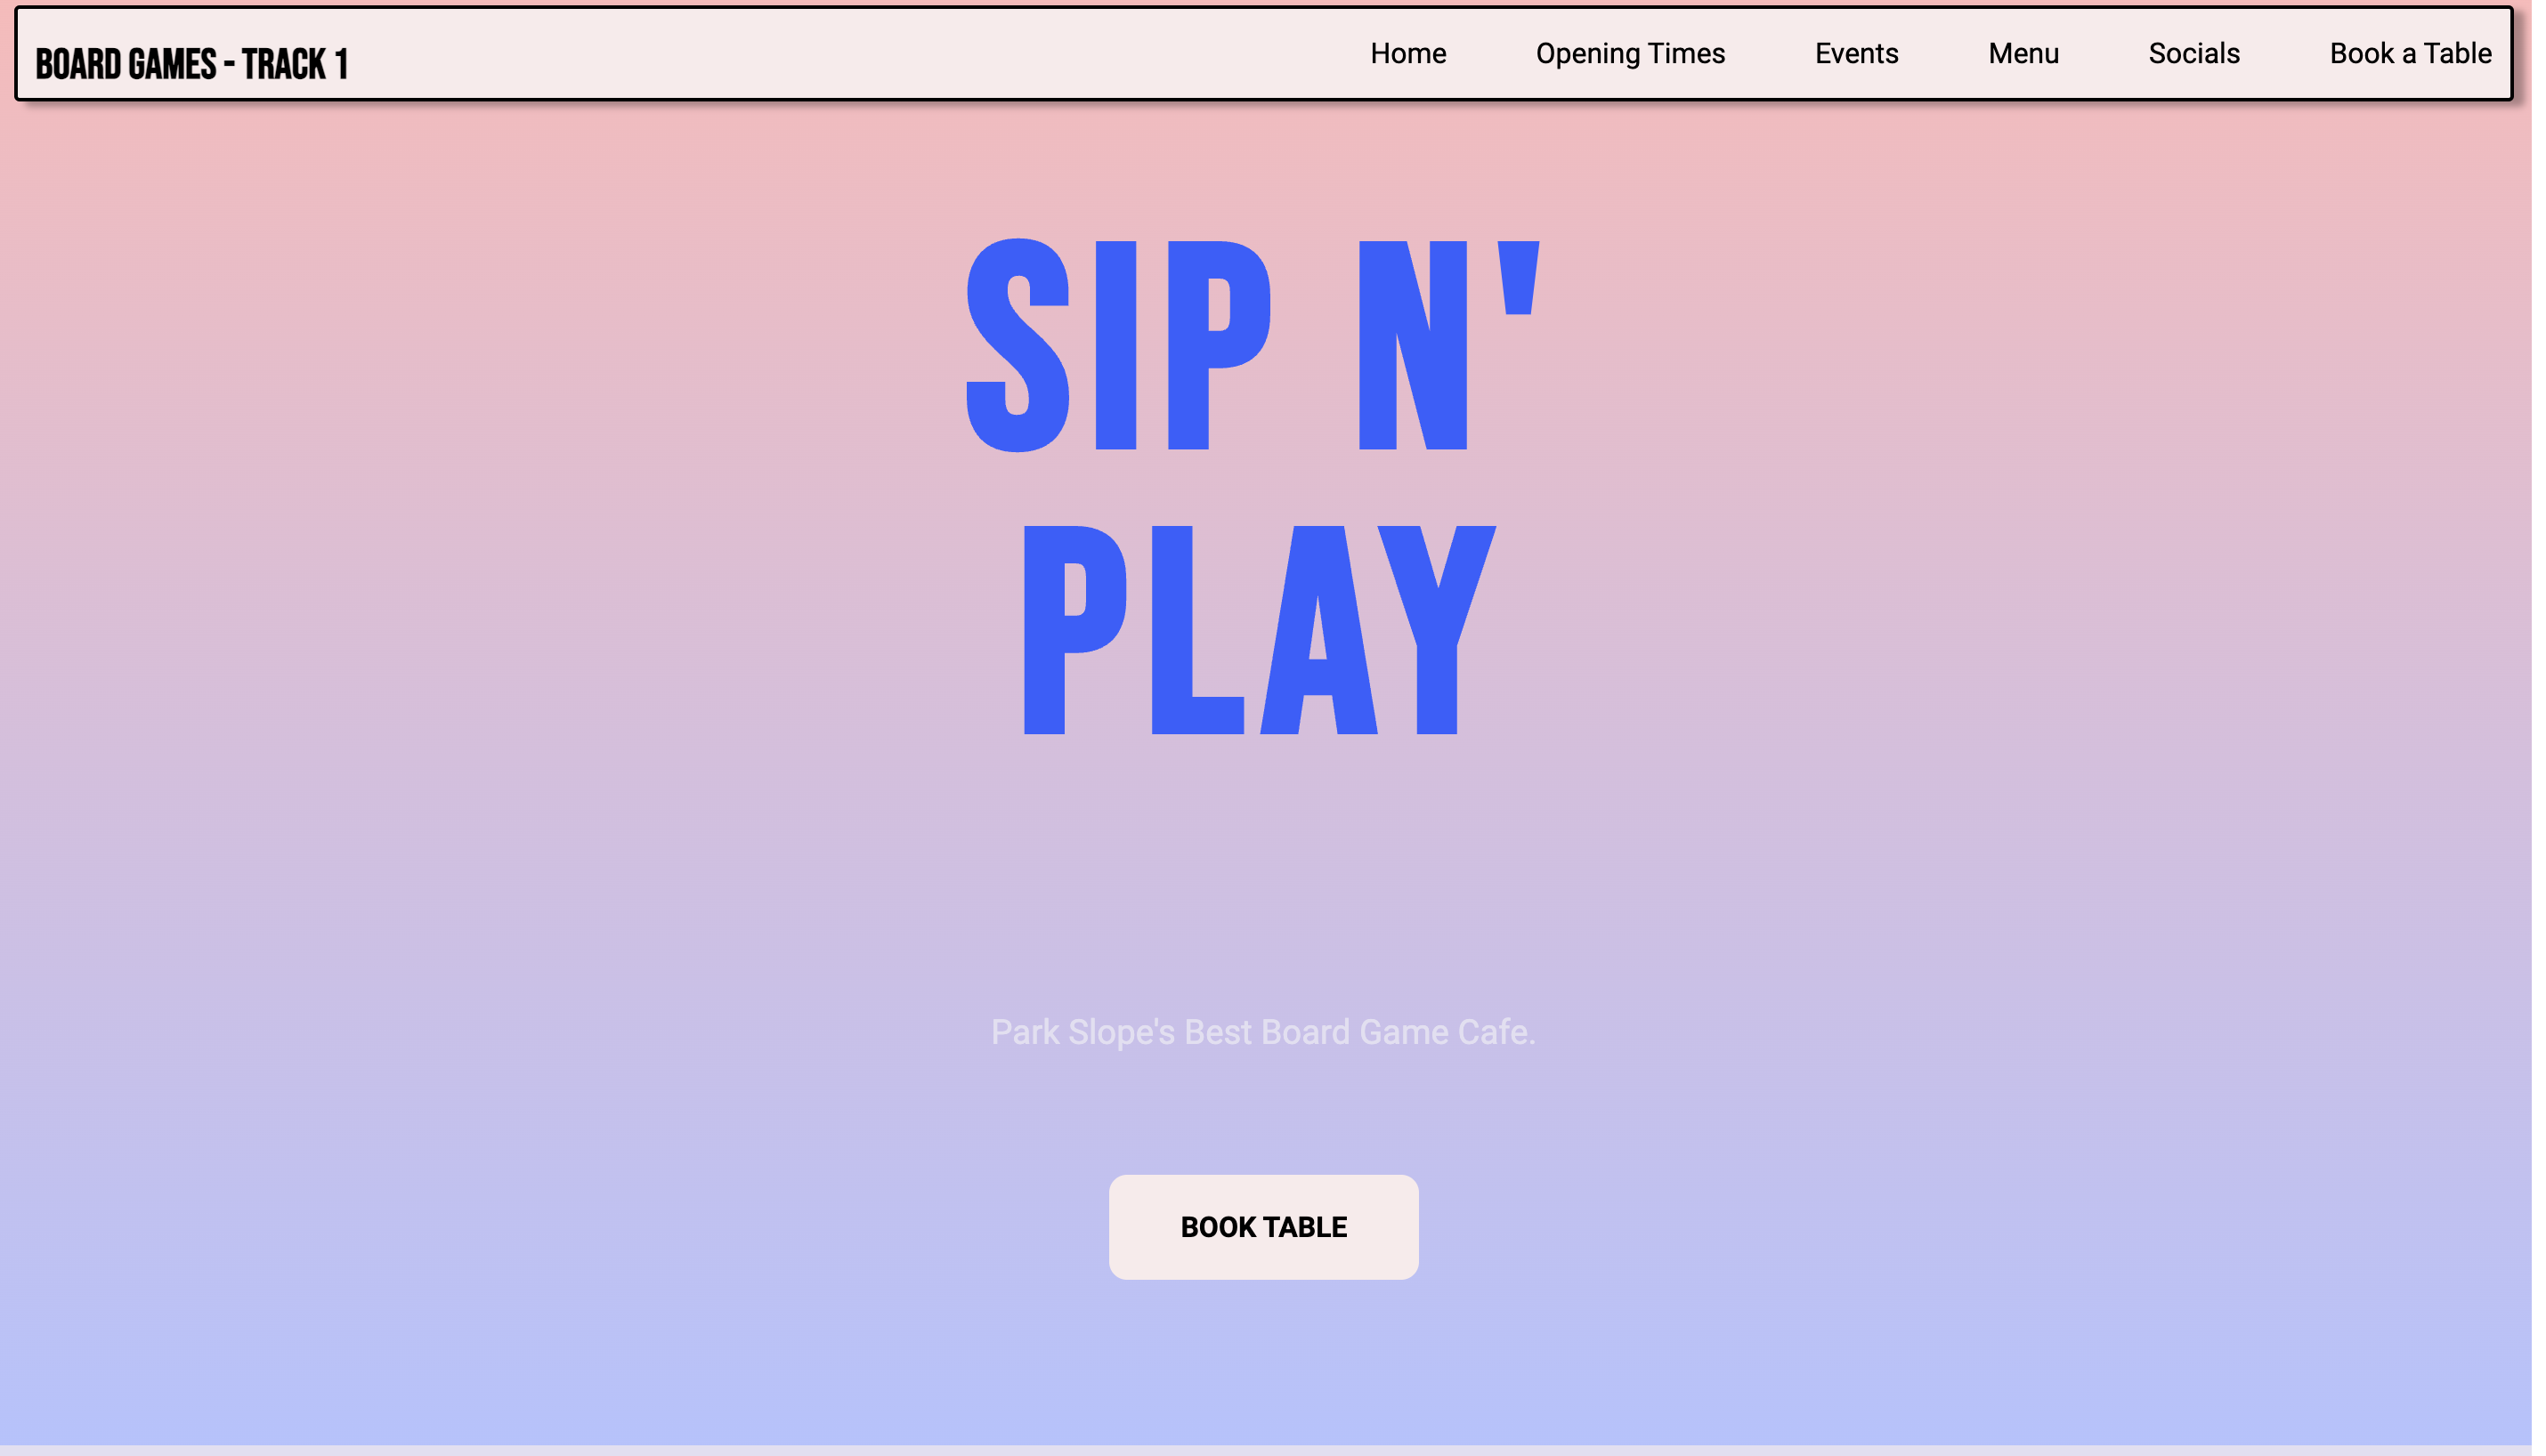 BOARD GAMES - TRACK 1
Home Opening Times Events Menu Socials Book a Table
SIP N'
PLAY
Park Slope's Best Board Game Cafe.
BOOK TABLE